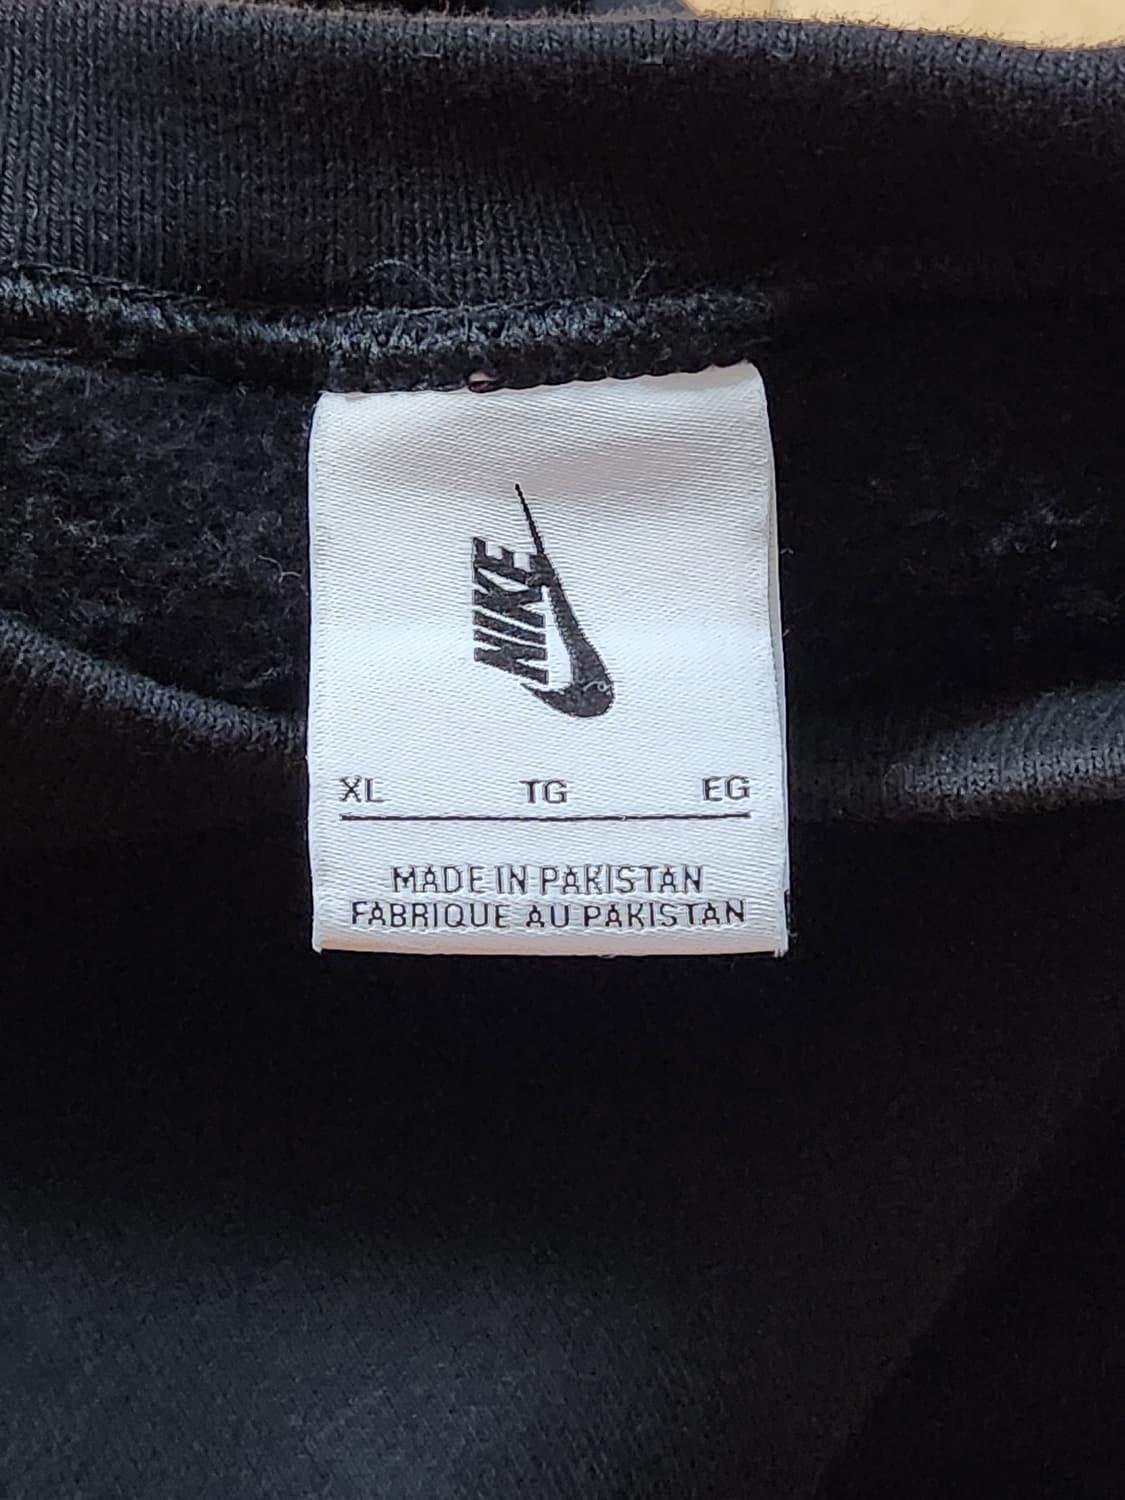 NIKE
XL TG EG
MADE IN PAKISTAN
FABRIQUE AU PAKISTAN